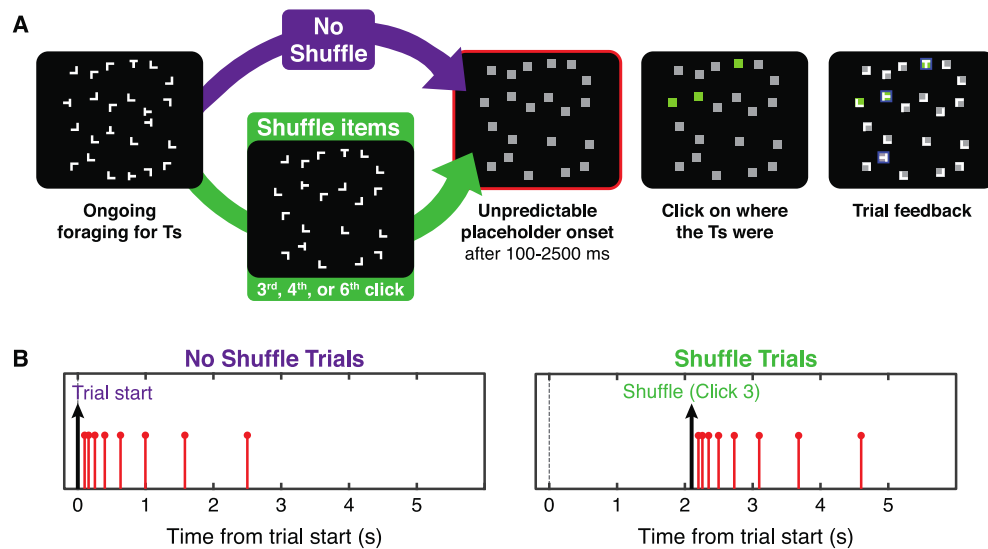 A
No
Shuffle
Shuffle items
3rd, 4th, or 6th click
Ongoing
foraging for Ts
Unpredictable
placeholder onset
after 100-2500 ms
Click on where
the Ts were
Trial feedback
B
No Shuffle Trials
Trial start
0 1 2 3 4 5
Time from trial start (s)
Shuffle Trials
Shuffle (Click 3)
0 1 2 3 4 5
Time from trial start (s)